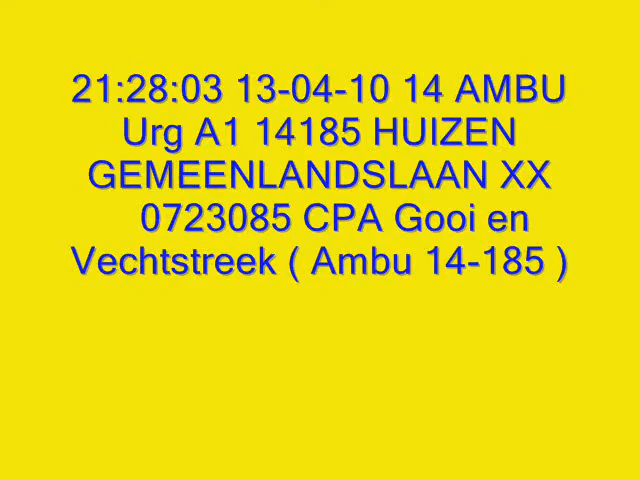 21:28:03 13-04-10 14 AMBU
Urg A1 14185 HUIZEN
GEMEENLANDSLAAN XX
0723085 CPA Gooi en
Vechtstreek ( Ambu 14-185 )